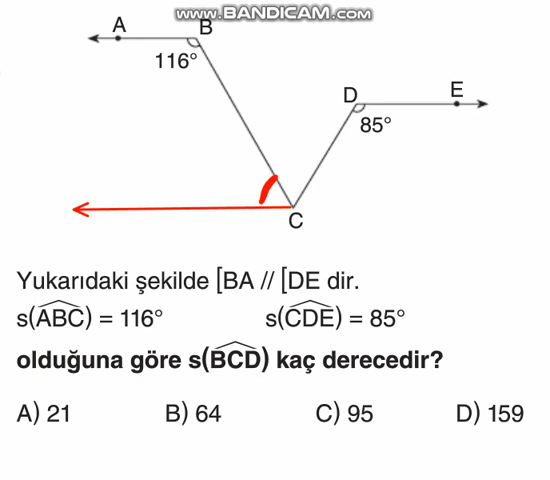 www.BANDICAM.com
A
B
116°
D
E
85°
C
Yukarıdaki şekilde [BA // [DE dir.
s(ABC) = 116° s(CDE) = 85°
olduğuna göre s(BCD) kaç derecedir?
A) 21 B) 64 C) 95 D) 159